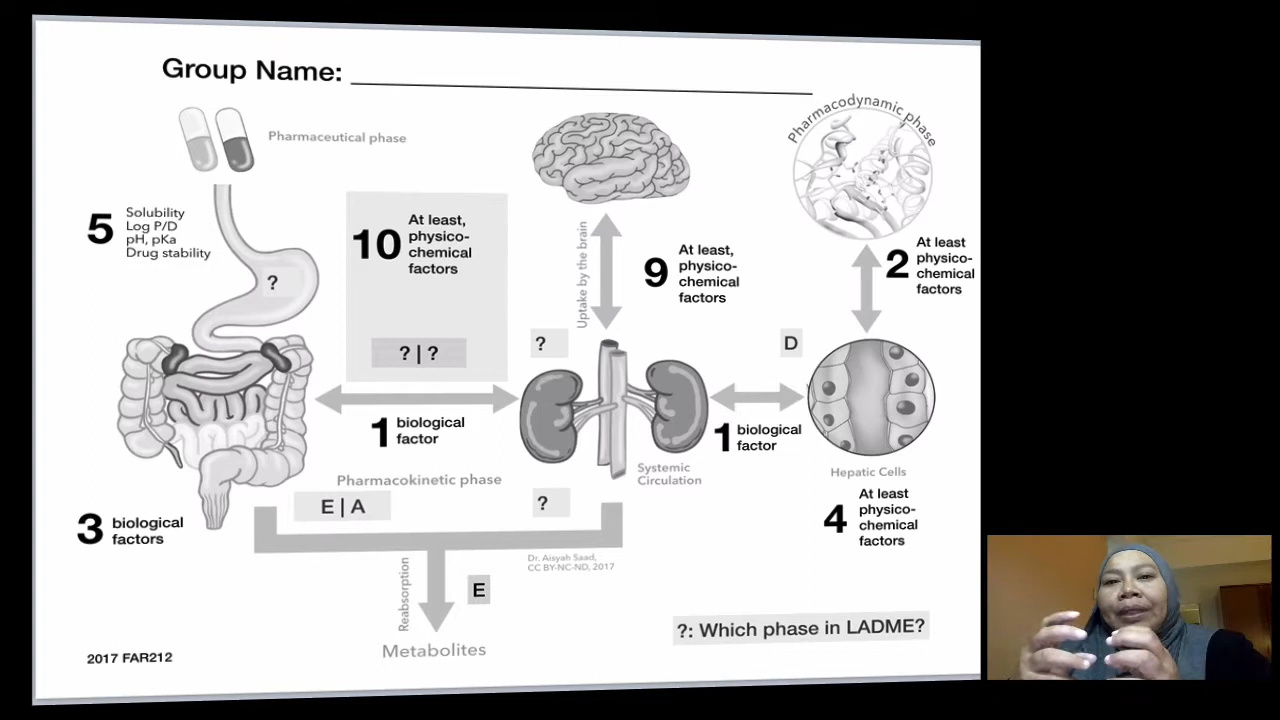 Group Name:
Pharmaceutical phase
Pharmacodynamic phase
5
Solubility
Log P/D
pH, pKa
Drug stability
?
10
At least,
physico-
chemical
factors
? | ?
Uptake by the brain
9
At least,
physico-
chemical
factors
2
At least
physico-
chemical
factors
?
D
1
biological
factor
1
biological
factor
Pharmacokinetic phase
Systemic
Circulation
Hepatic Cells
E | A
?
3
biological
factors
4
At least
physico-
chemical
factors
Dr. Aisyah Saad,
CC BY-NC-ND, 2017
Reabsorption
E
Metabolites
?: Which phase in LADME?
2017 FAR212